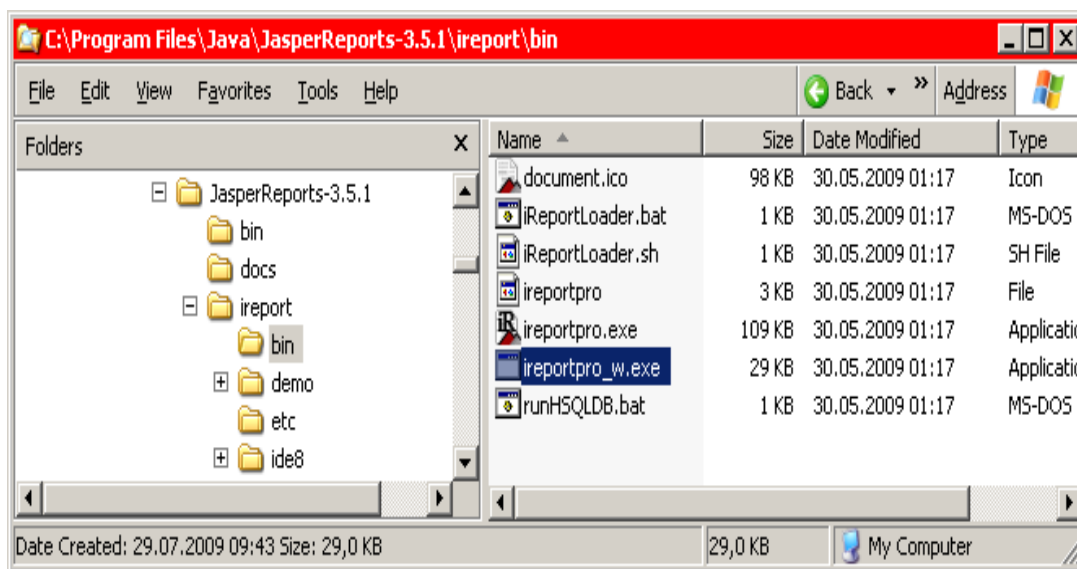 C:\Program Files\Java\JasperReports-3.5.1\ireport\bin
File Edit View Favorites Tools Help Back » Address
Folders X
JasperReports-3.5.1
bin
docs
ireport
bin
demo
etc
ide8
Name Size Date Modified Type
document.ico 98 KB 30.05.2009 01:17 Icon
iReportLoader.bat 1 KB 30.05.2009 01:17 MS-DOS
iReportLoader.sh 1 KB 30.05.2009 01:17 SH File
ireportpro 3 KB 30.05.2009 01:17 File
ireportpro.exe 109 KB 30.05.2009 01:17 Applicatio
ireportpro_w.exe 29 KB 30.05.2009 01:17 Applicatio
runHSQLDB.bat 1 KB 30.05.2009 01:17 MS-DOS
Date Created: 29.07.2009 09:43 Size: 29,0 KB 29,0 KB My Computer